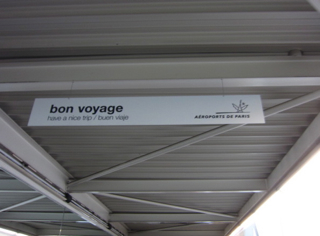 bon voyage
have a nice trip / buen viaje
AÉROPORTS DE PARIS